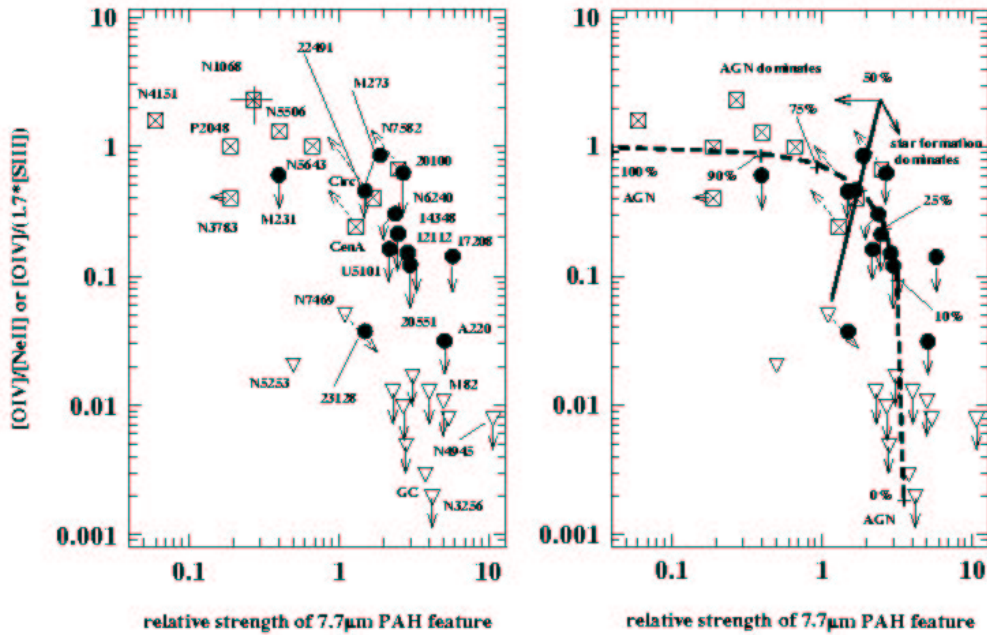 [OIV]/[NeII] or [OIV]/(1.7*[SIII])
10
1
0.1
0.01
0.001
22491
N1068
M273
N4151
N5506
P2048
N7582
N5643
20100
Circ
N6240
N3783
M231
14348
CenA
12112
17208
U5101
N7469
20551
A220
N5253
23128
M82
N4945
GC
N3256
0.1
1
10
relative strength of 7.7μm PAH feature
10
1
0.1
0.01
0.001
AGN dominates
50%
75%
star formation
dominates
100%
90%
AGN
25%
10%
0%
AGN
0.1
1
10
relative strength of 7.7μm PAH feature